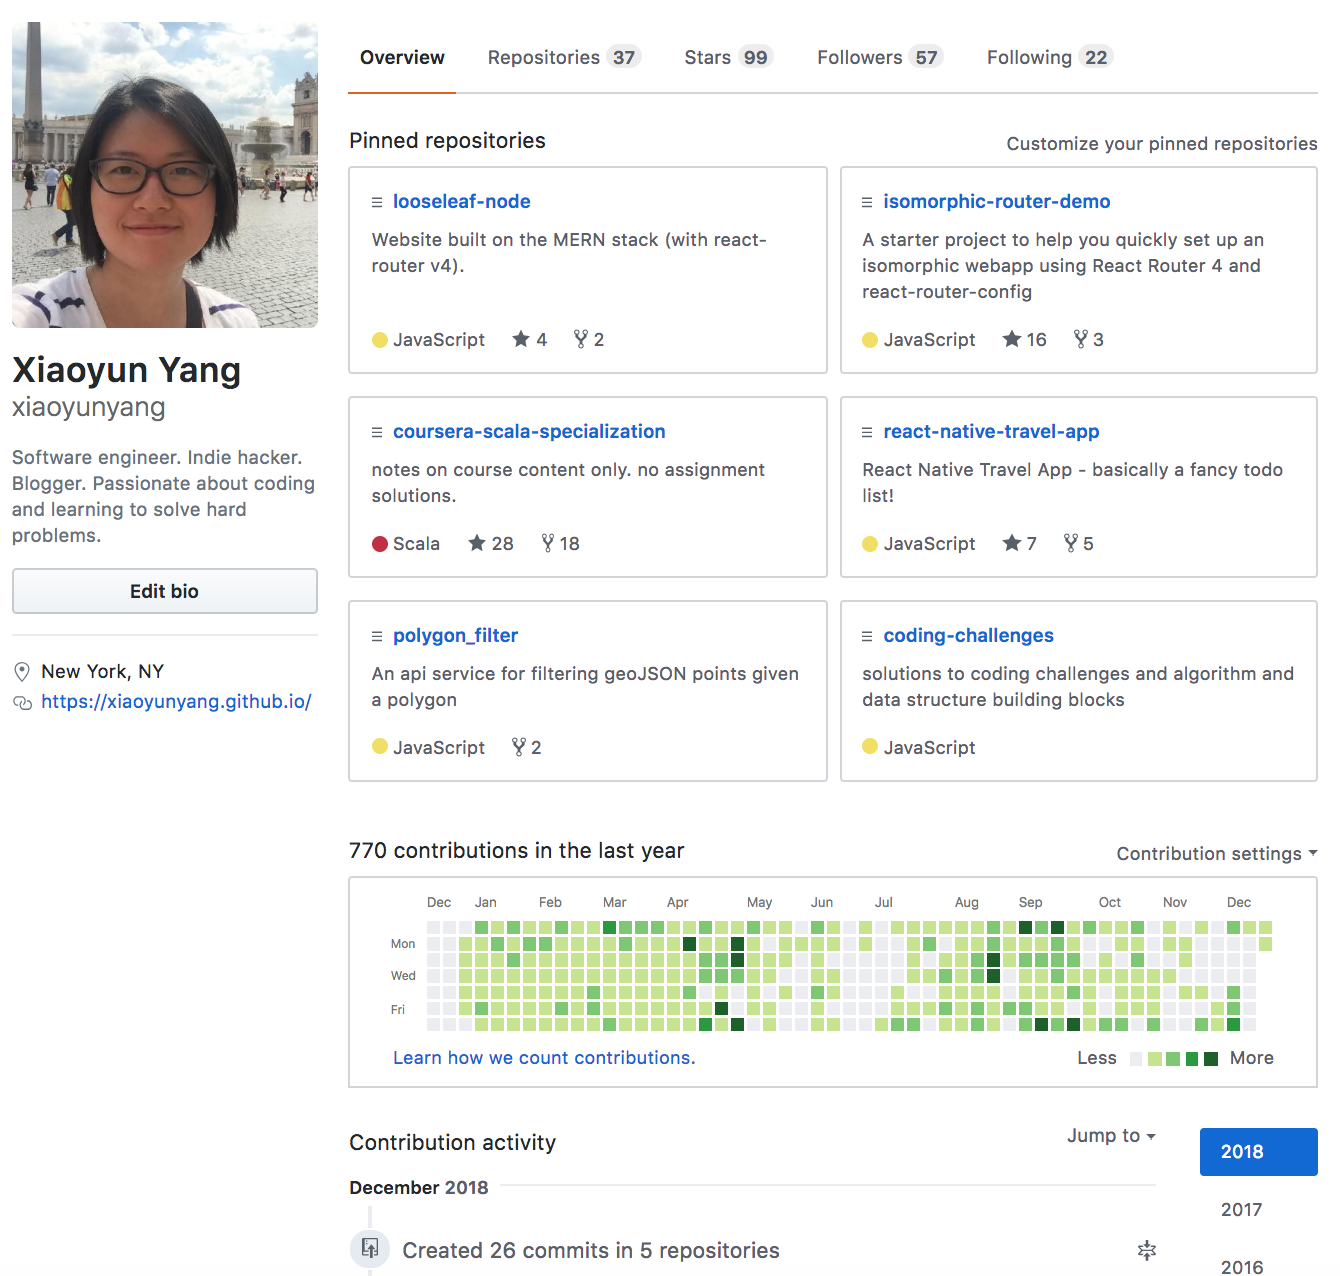 Overview Repositories 37 Stars 99 Followers 57 Following 22
Pinned repositories
Customize your pinned repositories
looseleaf-node
Website built on the MERN stack (with react-
router v4).
JavaScript 4 2
isomorphic-router-demo
A starter project to help you quickly set up an
isomorphic webapp using React Router 4 and
react-router-config
JavaScript 16 3
coursera-scala-specialization
notes on course content only. no assignment
solutions.
Scala 28 18
react-native-travel-app
React Native Travel App - basically a fancy todo
list!
JavaScript 7 5
polygon_filter
An api service for filtering geoJSON points given
a polygon
JavaScript 2
coding-challenges
solutions to coding challenges and algorithm and
data structure building blocks
JavaScript
Xiaoyun Yang
xiaoyunyang
Software engineer. Indie hacker.
Blogger. Passionate about coding
and learning to solve hard
problems.
Edit bio
New York, NY
https://xiaoyunyang.github.io/
770 contributions in the last year
Contribution settings
Dec Jan Feb Mar Apr May Jun Jul Aug Sep Oct Nov Dec
Mon
Wed
Fri
Learn how we count contributions.
Less More
Contribution activity
Jump to
2018
2017
2016
December 2018
Created 26 commits in 5 repositories